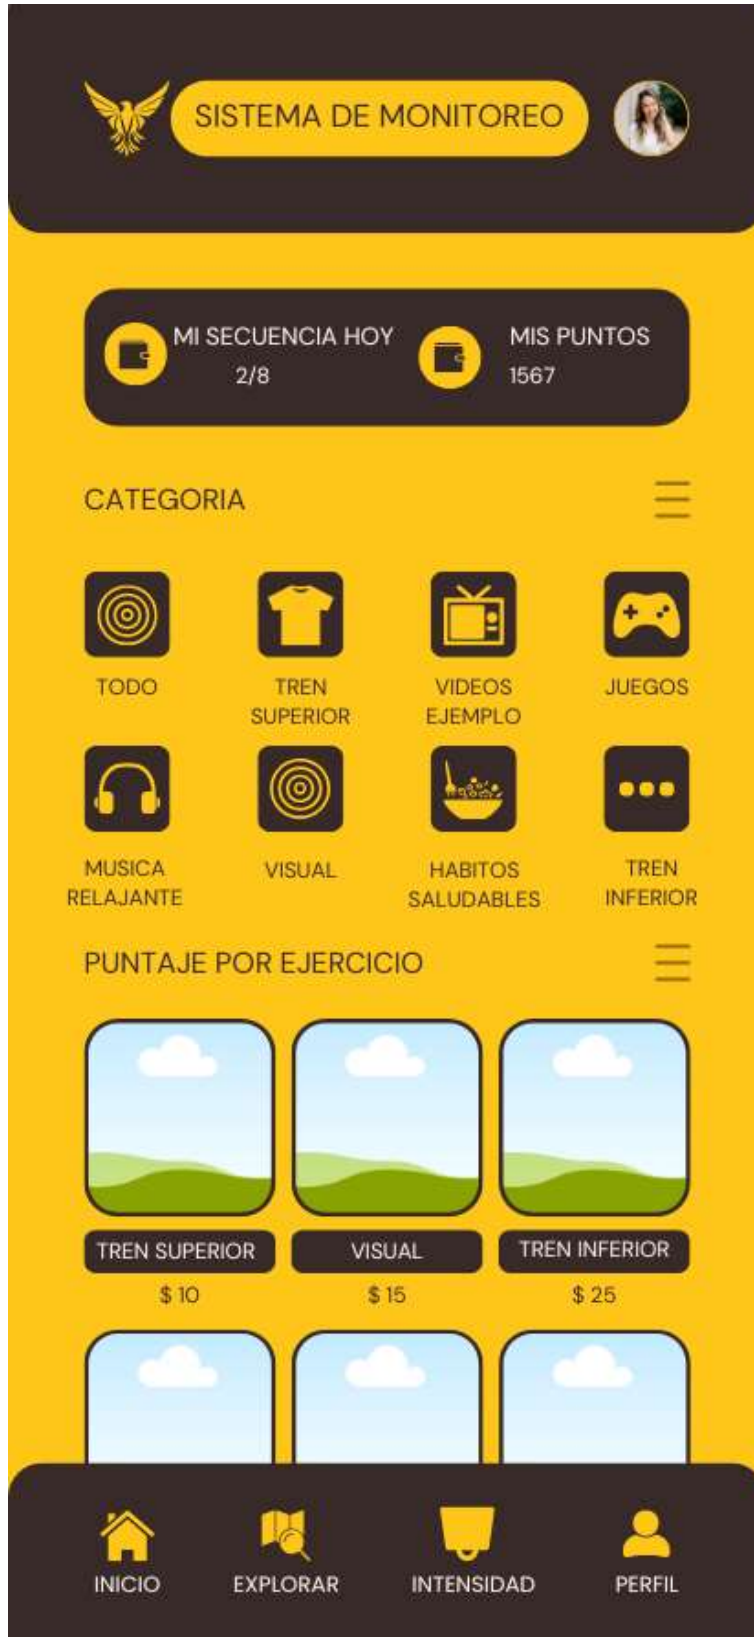 SISTEMA DE MONITOREO
MI SECUENCIA HOY
2/8
MIS PUNTOS
1567
CATEGORIA
TODO
TREN
SUPERIOR
VIDEOS
EJEMPLO
JUEGOS
MUSICA
RELAJANTE
VISUAL
HABITOS
SALUDABLES
TREN
INFERIOR
PUNTAJE POR EJERCICIO
TREN SUPERIOR
VISUAL
TREN INFERIOR
$ 10
$ 15
$ 25
INICIO
EXPLORAR
INTENSIDAD
PERFIL